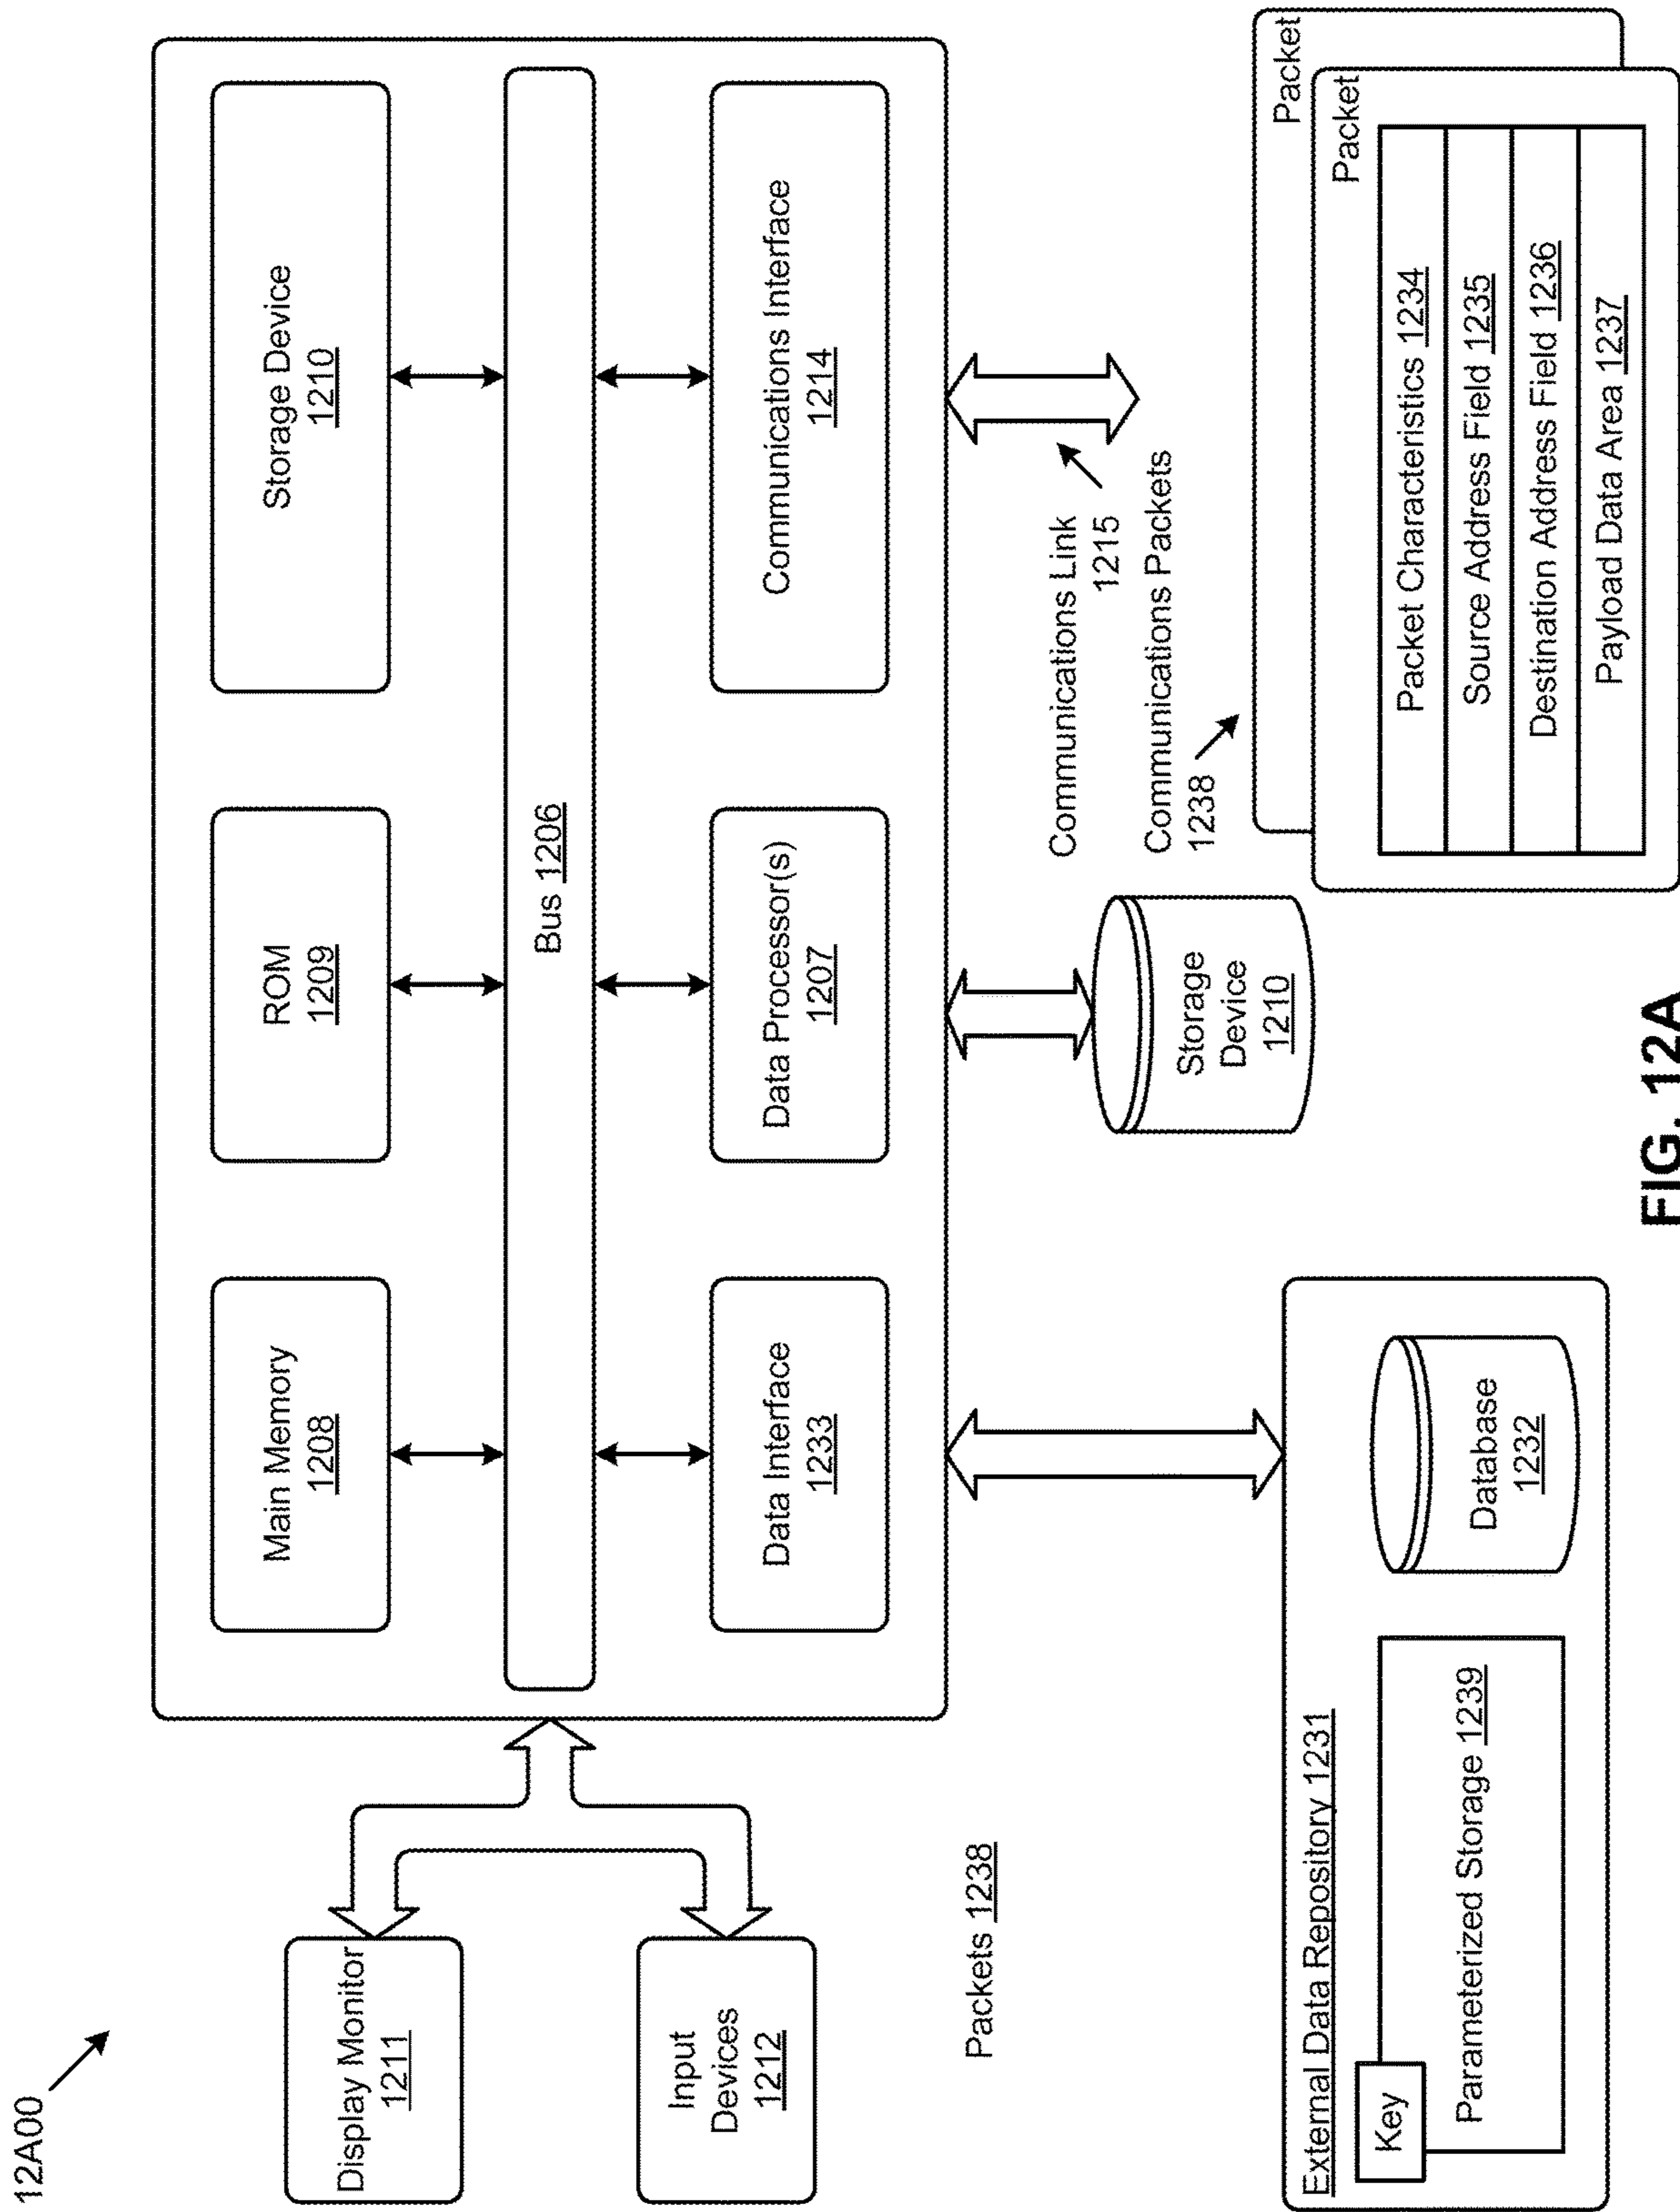 12A00
Display Monitor
1211
Input
Devices
1212
Main Memory
1208
ROM
1209
Storage Device
1210
Bus 1206
Data Interface
1233
Data Processor(s)
1207
Communications Interface
1214
Packets 1238
Communications Link
1215
Communications Packets
1238
Storage
Device
1210
External Data Repository 1231
Key
Parameterized Storage 1239
Database
1232
Packet
Packet
Packet Characteristics 1234
Source Address Field 1235
Destination Address Field 1236
Payload Data Area 1237
FIG. 12A